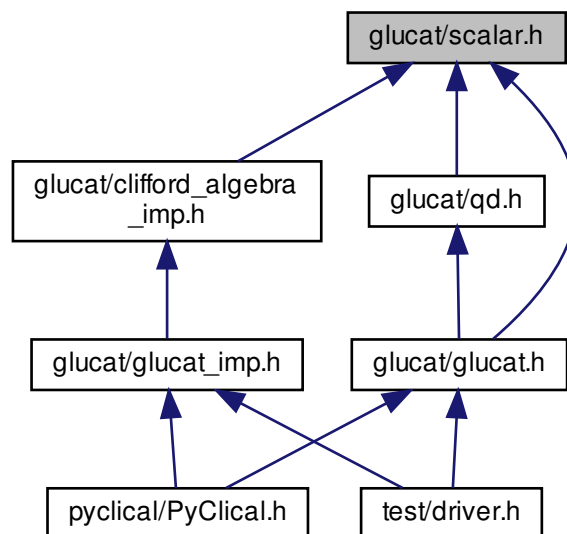 glucat/scalar.h
glucat/clifford_algebra
_imp.h
glucat/qd.h
glucat/glucat_imp.h
glucat/glucat.h
pyclical/PyClical.h
test/driver.h